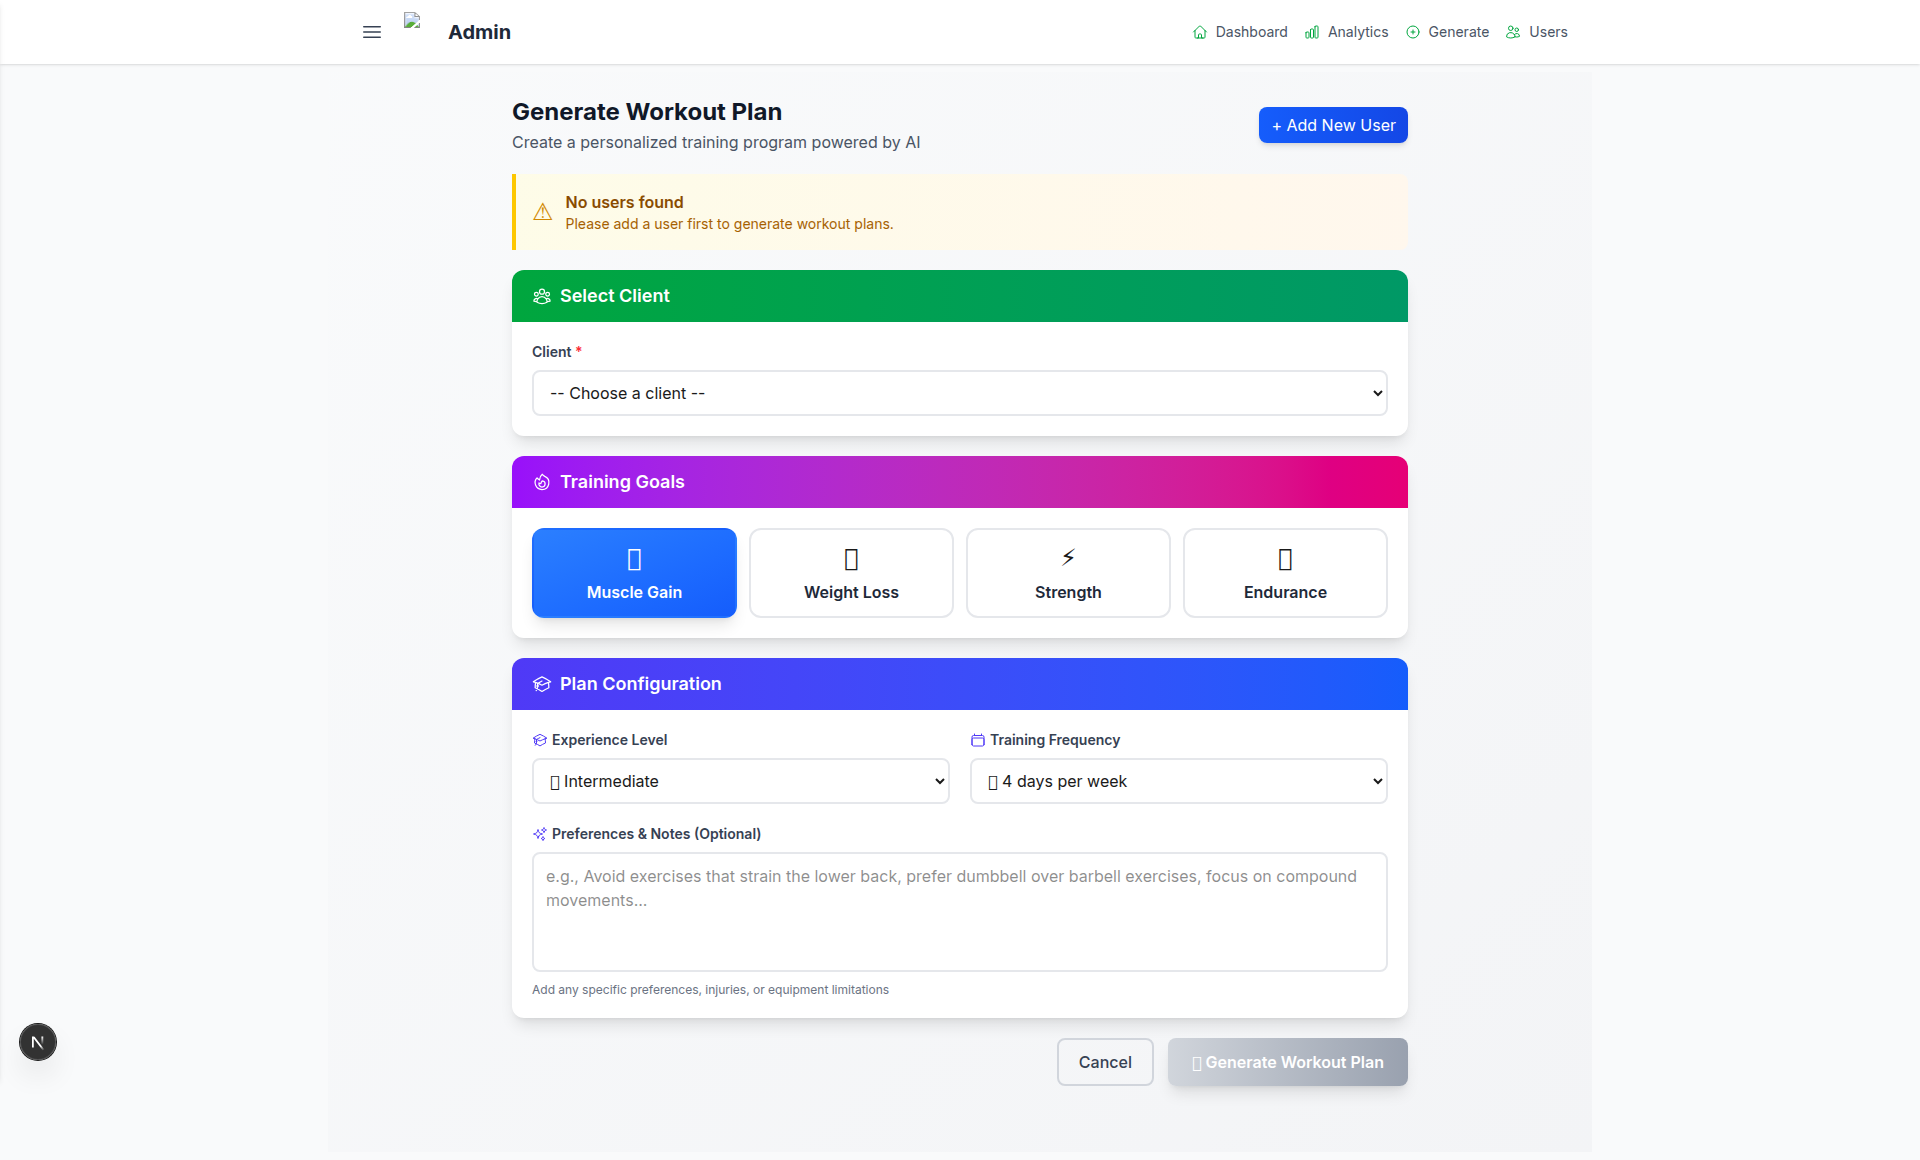 Admin
Dashboard
Analytics
Generate
Users
Generate Workout Plan
Create a personalized training program powered by AI
+ Add New User
No users found
Please add a user first to generate workout plans.
Select Client
Client *
-- Choose a client --
Training Goals
Muscle Gain
Weight Loss
Strength
Endurance
Plan Configuration
Experience Level
Training Frequency
Intermediate
4 days per week
Preferences & Notes (Optional)
e.g., Avoid exercises that strain the lower back, prefer dumbbell over barbell exercises, focus on compound
movements...
Add any specific preferences, injuries, or equipment limitations
N
Cancel
Generate Workout Plan